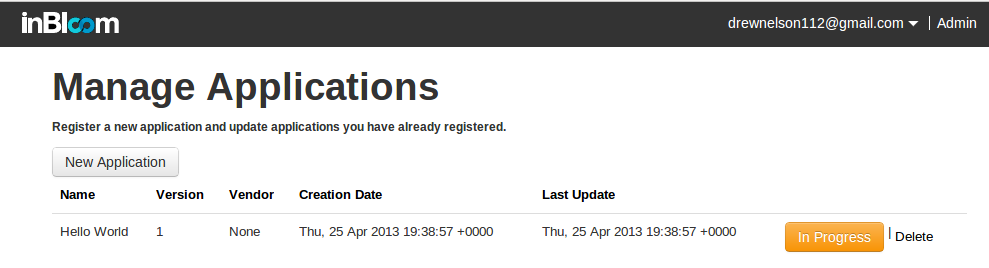 inBloom drewnelson112@gmail.com | Admin
Manage Applications
Register a new application and update applications you have already registered.
New Application
Name Version Vendor Creation Date Last Update
Hello World 1 None Thu, 25 Apr 2013 19:38:57 +0000 Thu, 25 Apr 2013 19:38:57 +0000 In Progress | Delete